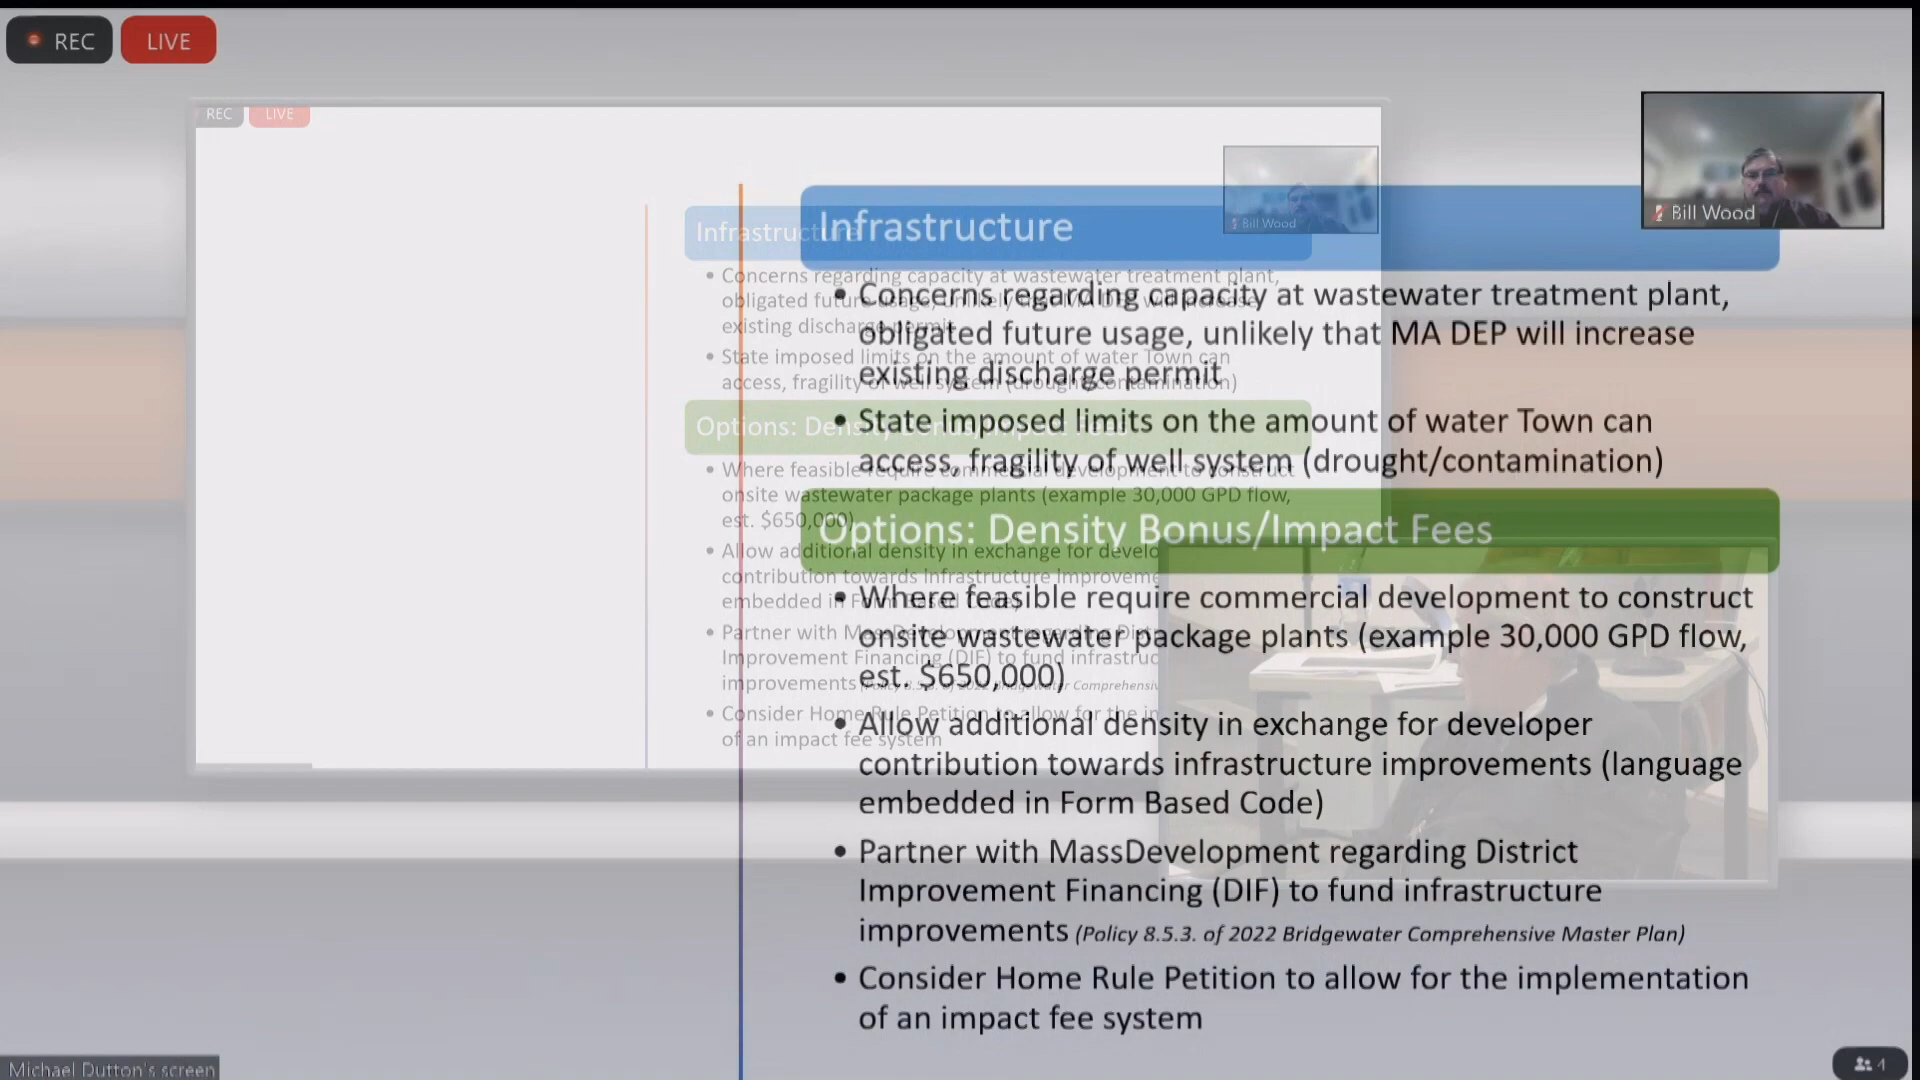 REC LIVE
REC LIVE
Bill Wood
Bill Wood
Infrastructure
• Concerns regarding capacity at wastewater treatment plant,
obligated future usage, unlikely that MA DEP will increase
existing discharge permit
• State imposed limits on the amount of water Town can
access, fragility of well system (drought/contamination)
Options: Density Bonus/Impact Fees
• Where feasible require commercial development to construct
onsite wastewater package plants (example 30,000 GPD flow,
est. $650,000)
• Allow additional density in exchange for developer
contribution towards infrastructure improvements (language
embedded in Form Based Code)
• Partner with MassDevelopment regarding District
Improvement Financing (DIF) to fund infrastructure
improvements (Policy 8.5.3. of 2022 Bridgewater Comprehensive Master Plan)
• Consider Home Rule Petition to allow for the implementation
of an impact fee system
Michael Dutton's screen
4